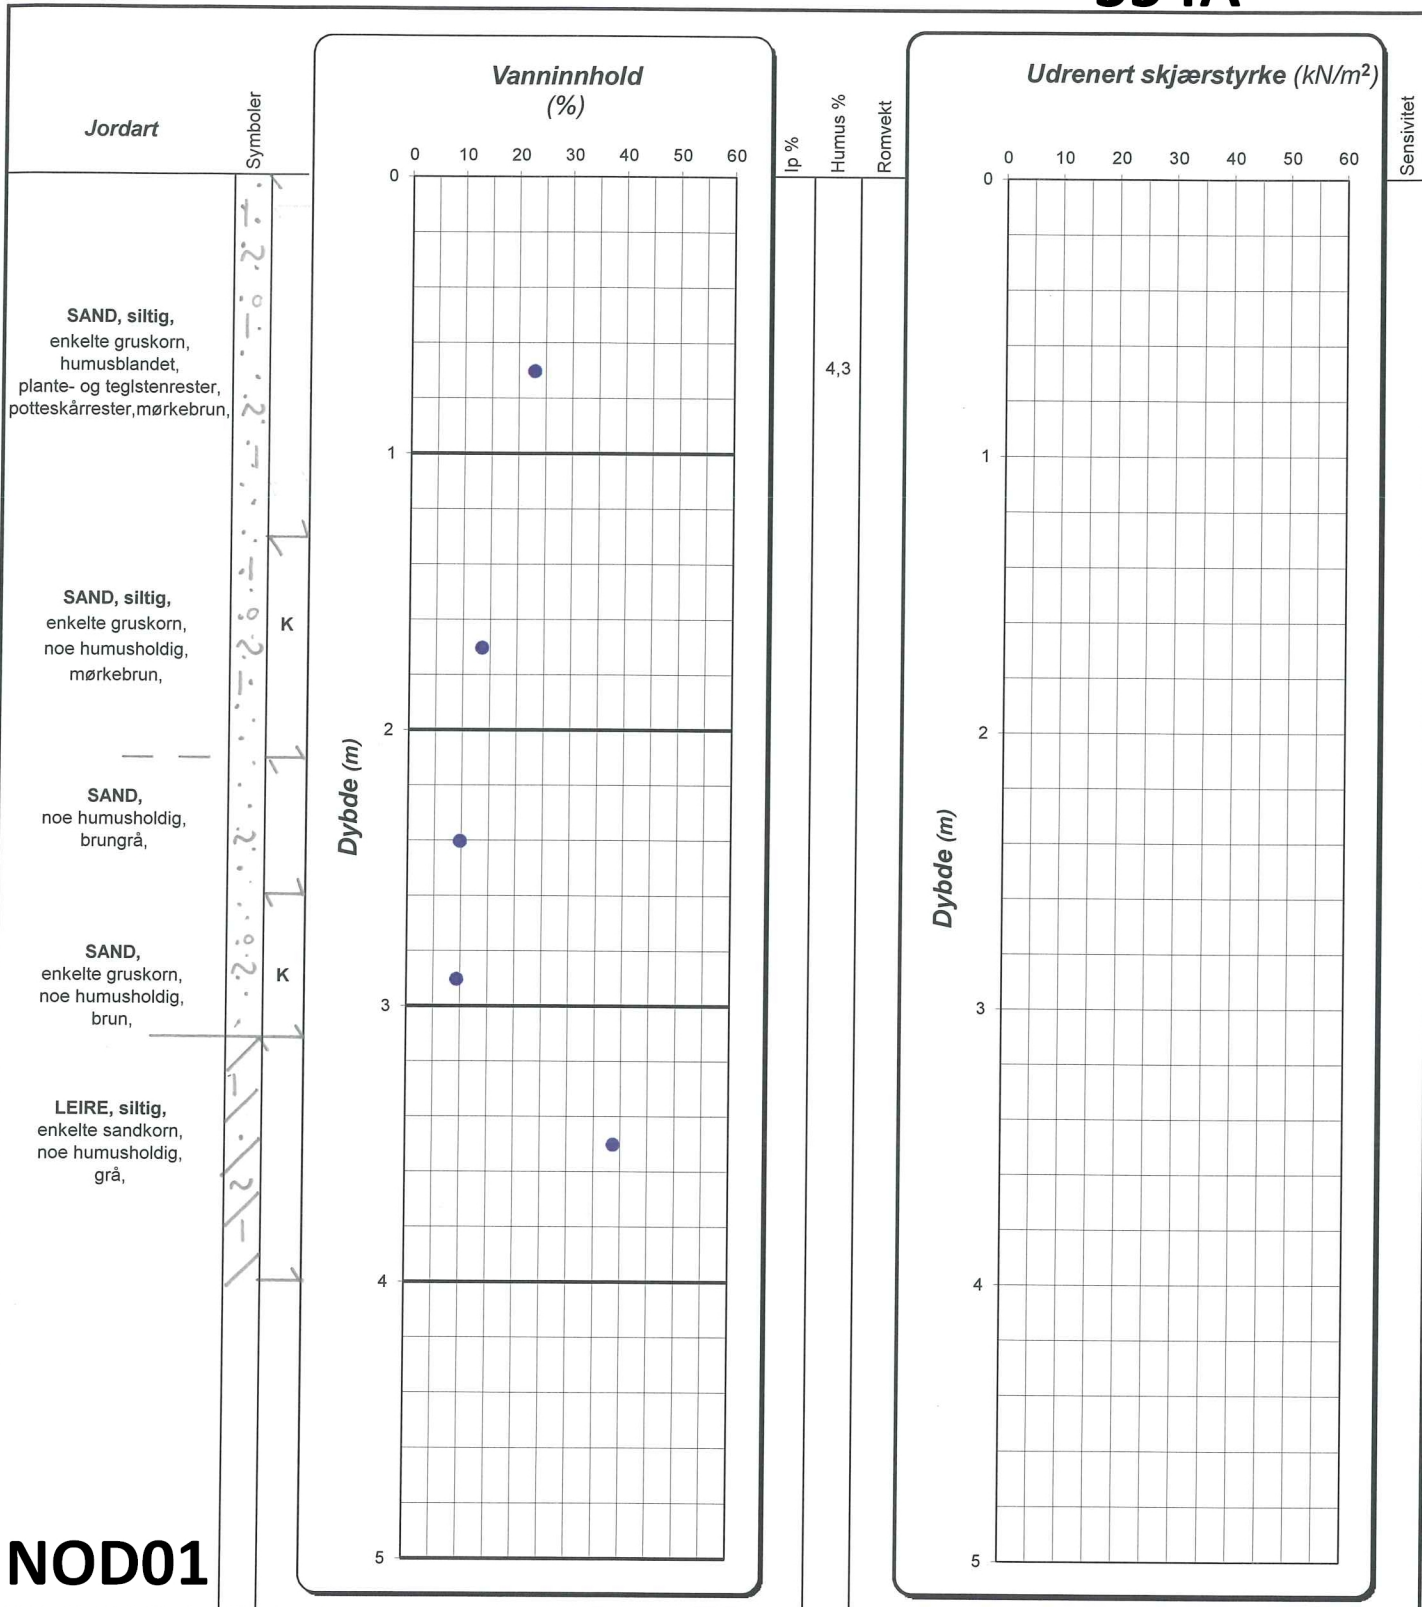 Jordart
Symboler
Vanninnhold
(%)
Ip %
Humus %
Romvekt
Udrenert skjærstyrke (kN/m²)
Sensivitet
0 10 20 30 40 50 60
0 10 20 30 40 50 60
0
1
2
3
4
5
Dybde (m)
0
1
2
3
4
5
Dybde (m)
SAND, siltig,
enkelte gruskorn,
humusblandet,
plante- og teglstenrester,
potteskårrester,mørkebrun,
4,3
SAND, siltig,
enkelte gruskorn,
noe humusholdig,
mørkebrun,
K
SAND,
noe humusholdig,
brungrå,
SAND,
enkelte gruskorn,
noe humusholdig,
brun,
K
LEIRE, siltig,
enkelte sandkorn,
noe humusholdig,
grå,
NOD01